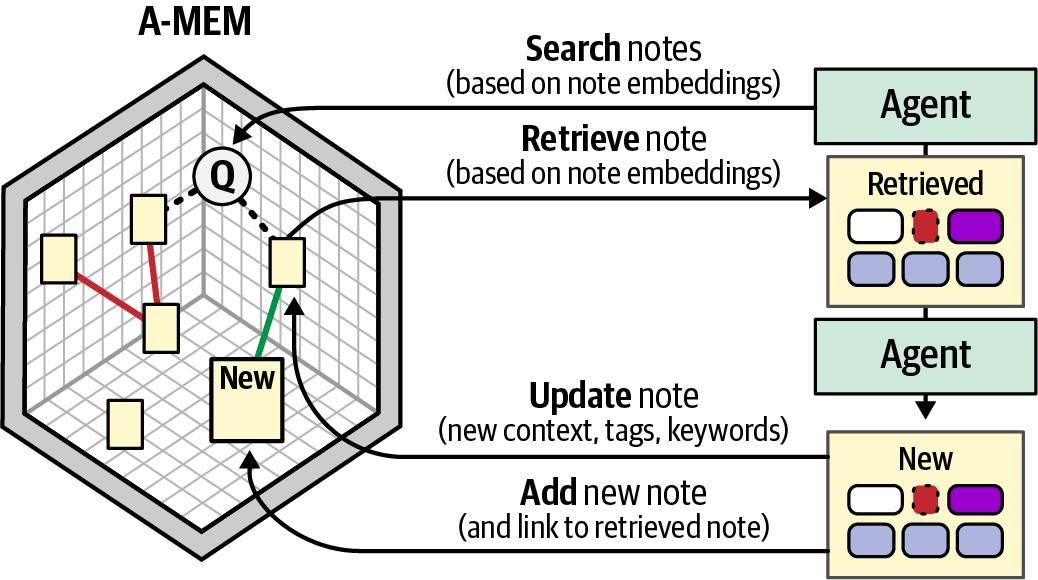 A-MEM
Search notes
(based on note embeddings)
Agent
Retrieve note
(based on note embeddings)
Q
Retrieved
Agent
New
Update note
(new context, tags, keywords)
New
Add new note
(and link to retrieved note)